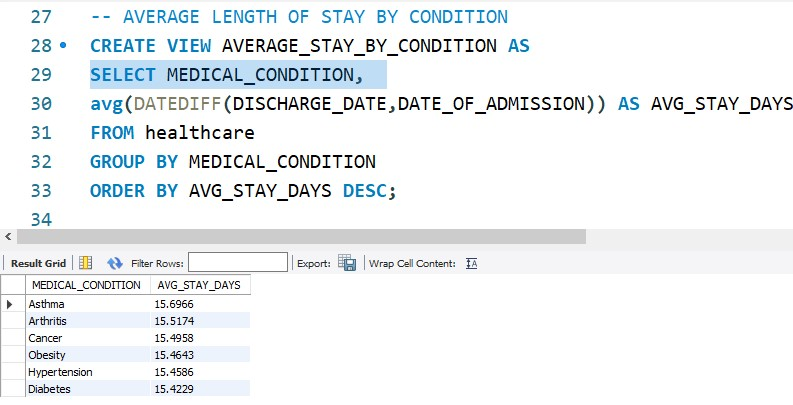 27 -- AVERAGE LENGTH OF STAY BY CONDITION
28 CREATE VIEW AVERAGE_STAY_BY_CONDITION AS
29 SELECT MEDICAL_CONDITION,
30 avg(DATEDIFF(DISCHARGE_DATE,DATE_OF_ADMISSION)) AS AVG_STAY_DAYS
31 FROM healthcare
32 GROUP BY MEDICAL_CONDITION
33 ORDER BY AVG_STAY_DAYS DESC;
34
Result Grid Filter Rows: Export: Wrap Cell Content:
MEDICAL_CONDITION AVG_STAY_DAYS
Asthma 15.6966
Arthritis 15.5174
Cancer 15.4958
Obesity 15.4643
Hypertension 15.4586
Diabetes 15.4229